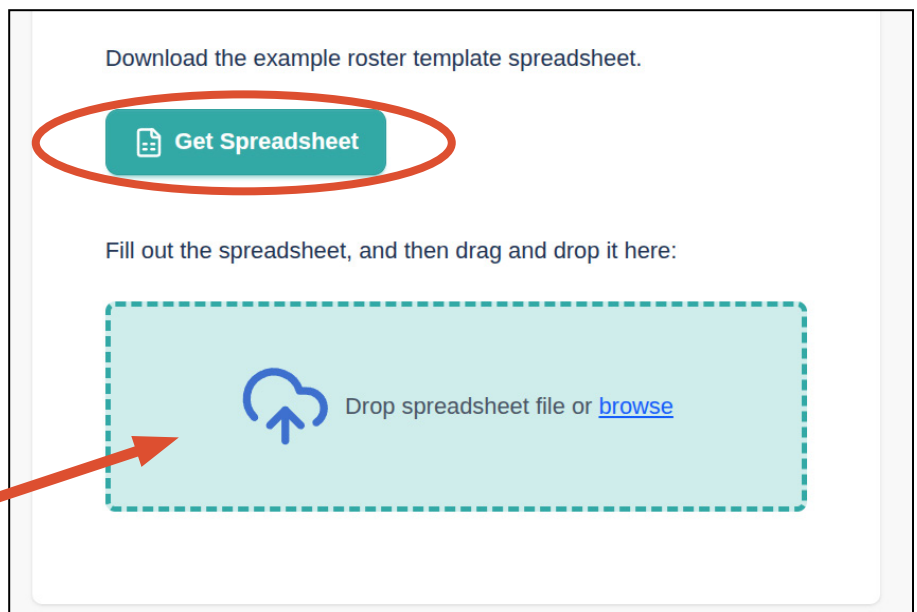 Download the example roster template spreadsheet.
Get Spreadsheet
Fill out the spreadsheet, and then drag and drop it here:
Drop spreadsheet file or browse